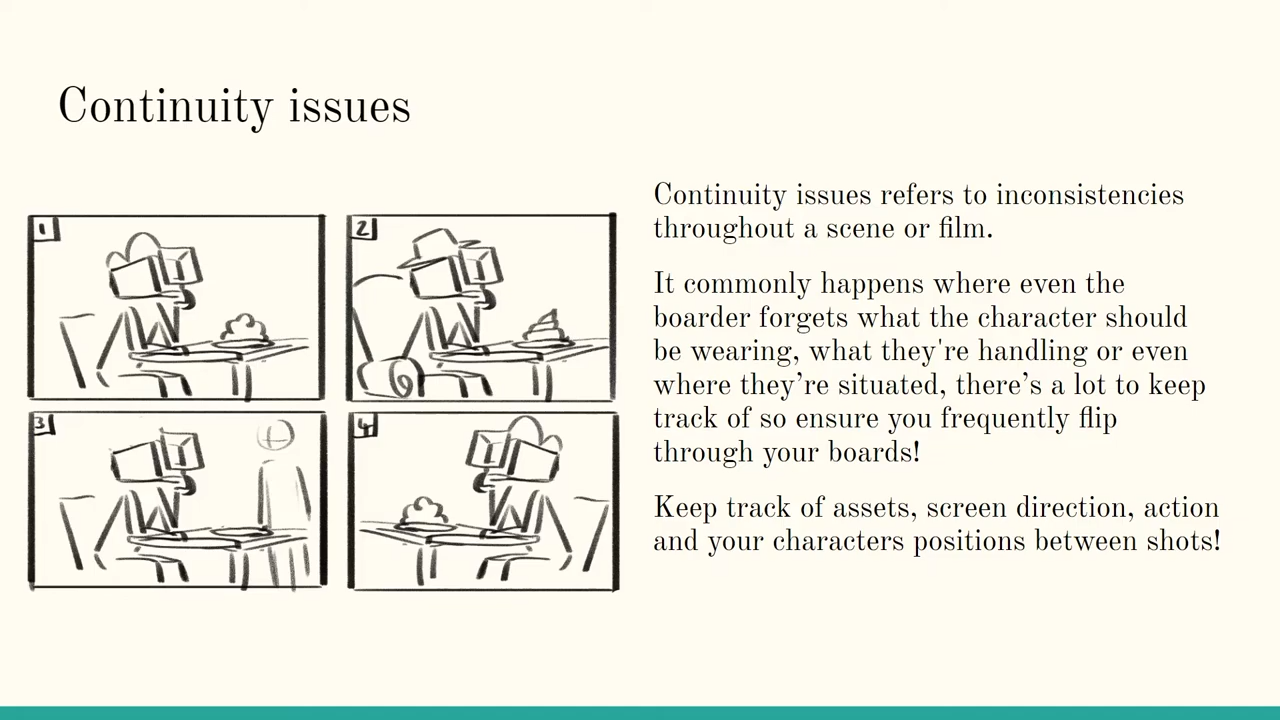 Continuity issues
1
2
3
4
Continuity issues refers to inconsistencies
throughout a scene or film.
It commonly happens where even the
boarder forgets what the character should
be wearing, what they're handling or even
where they’re situated, there’s a lot to keep
track of so ensure you frequently flip
through your boards!
Keep track of assets, screen direction, action
and your characters positions between shots!